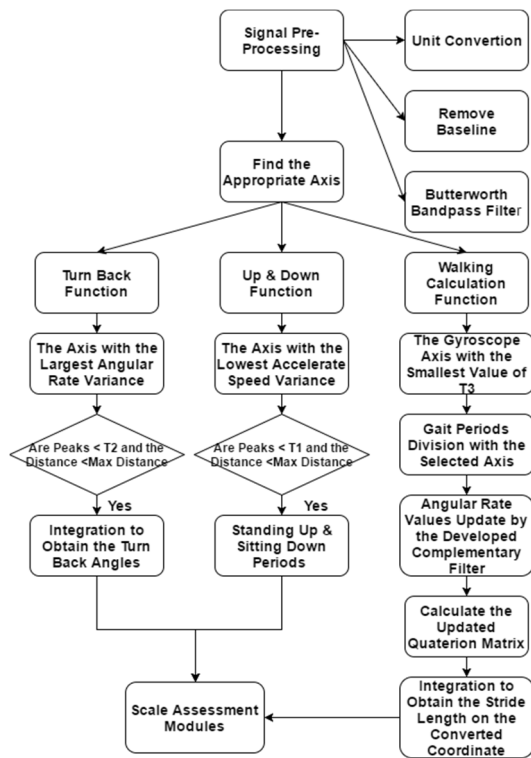 Signal Pre-
Processing
Unit Convertion
Remove
Baseline
Butterworth
Bandpass Filter
Find the
Appropriate Axis
Turn Back
Function
Up & Down
Function
Walking
Calculation
Function
The Axis with the
Largest Angular
Rate Variance
The Axis with the
Lowest Accelerate
Speed Variance
The Gyroscope
Axis with the
Smallest Value of
T3
Are Peaks < T2 and the
Distance <Max Distance
Are Peaks < T1 and the
Distance <Max Distance
Gait Periods
Division with the
Selected Axis
Yes
Yes
Integration to
Obtain the Turn
Back Angles
Standing Up &
Sitting Down
Periods
Angular Rate
Values Update by
the Developed
Complementary
Filter
Calculate the
Updated
Quaterion Matrix
Scale Assessment
Modules
Integration to
Obtain the Stride
Length on the
Converted
Coordinate